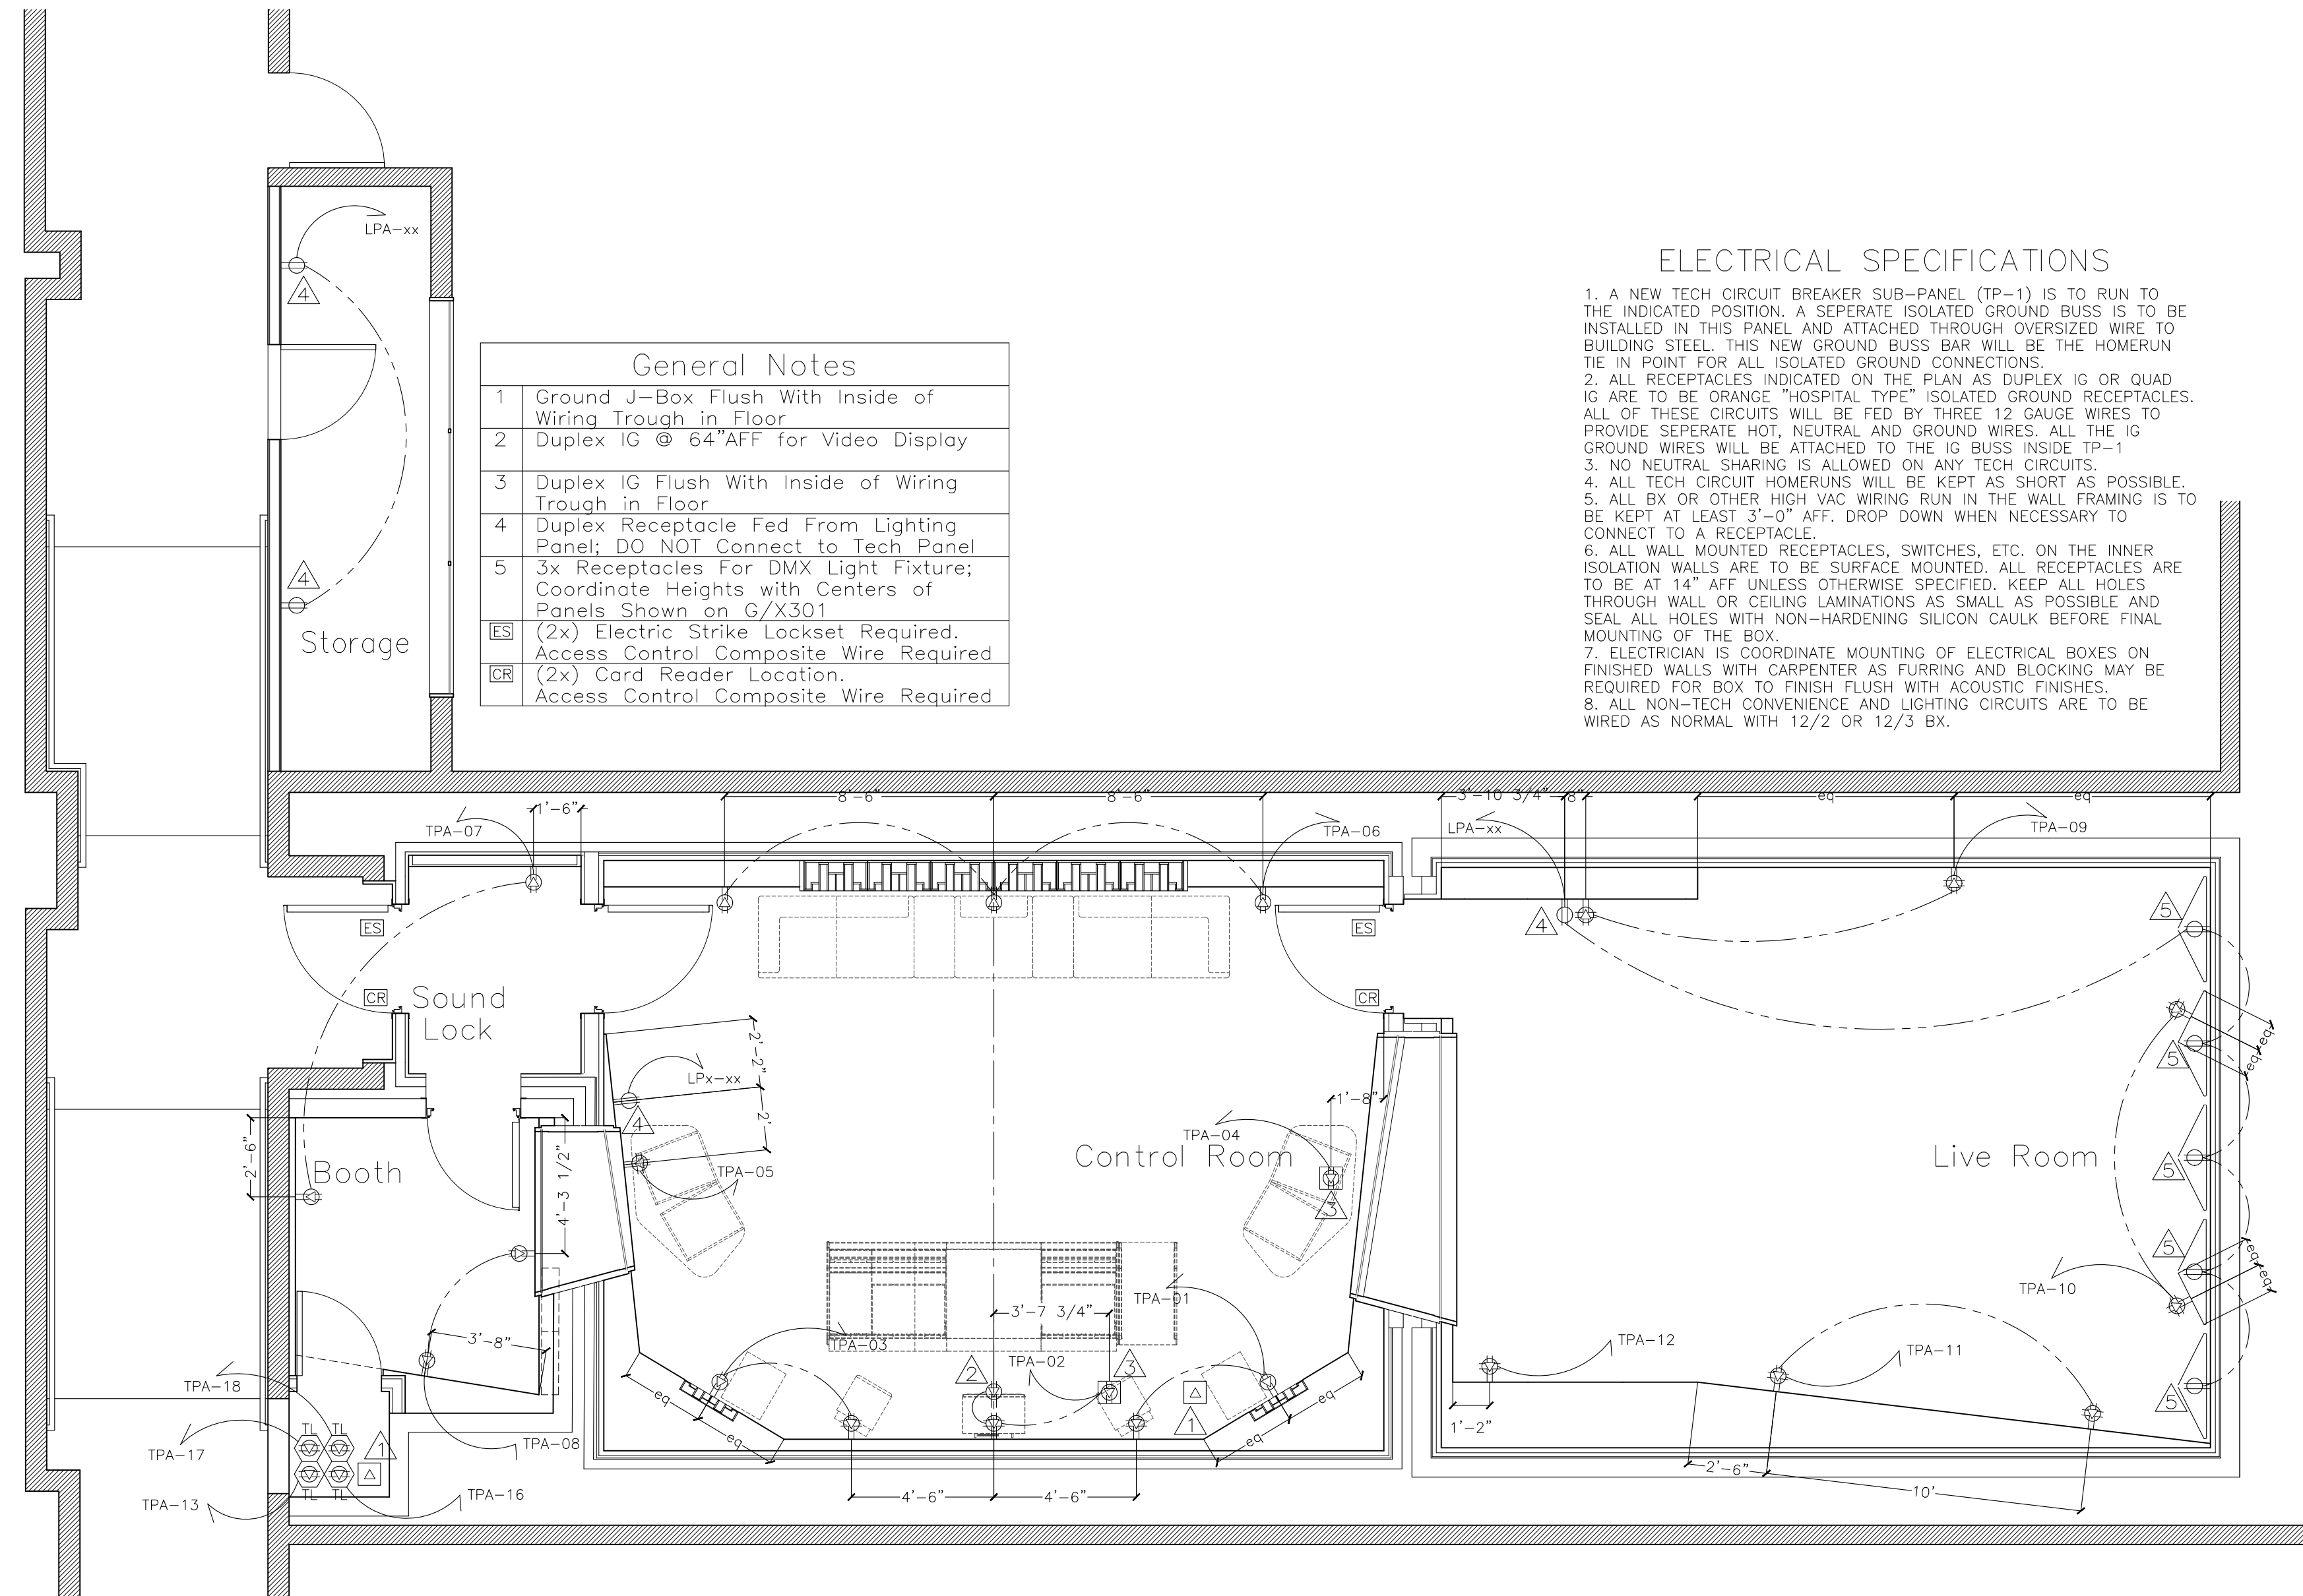 LPA-xx
4
4
Storage
General Notes
1 Ground J-Box Flush With Inside of
Wiring Trough in Floor
2 Duplex IG @ 64"AFF for Video Display
3 Duplex IG Flush With Inside of Wiring
Trough in Floor
4 Duplex Receptacle Fed From Lighting
Panel; DO NOT Connect to Tech Panel
5 3x Receptacles For DMX Light Fixture;
Coordinate Heights with Centers of
Panels Shown on G/X301
ES (2x) Electric Strike Lockset Required.
Access Control Composite Wire Required
CR (2x) Card Reader Location.
Access Control Composite Wire Required
ELECTRICAL SPECIFICATIONS
1. A NEW TECH CIRCUIT BREAKER SUB-PANEL (TP-1) IS TO RUN TO
THE INDICATED POSITION. A SEPERATE ISOLATED GROUND BUSS IS TO BE
INSTALLED IN THIS PANEL AND ATTACHED THROUGH OVERSIZED WIRE TO
BUILDING STEEL. THIS NEW GROUND BUSS BAR WILL BE THE HOMERUN
TIE IN POINT FOR ALL ISOLATED GROUND CONNECTIONS.
2. ALL RECEPTACLES INDICATED ON THE PLAN AS DUPLEX IG OR QUAD
IG ARE TO BE ORANGE "HOSPITAL TYPE" ISOLATED GROUND RECEPTACLES.
ALL OF THESE CIRCUITS WILL BE FED BY THREE 12 GAUGE WIRES TO
PROVIDE SEPERATE HOT, NEUTRAL AND GROUND WIRES. ALL THE IG
GROUND WIRES WILL BE ATTACHED TO THE IG BUSS INSIDE TP-1
3. NO NEUTRAL SHARING IS ALLOWED ON ANY TECH CIRCUITS.
4. ALL TECH CIRCUIT HOMERUNS WILL BE KEPT AS SHORT AS POSSIBLE.
5. ALL BX OR OTHER HIGH VAC WIRING RUN IN THE WALL FRAMING IS TO
BE KEPT AT LEAST 3'-0" AFF. DROP DOWN WHEN NECESSARY TO
CONNECT TO A RECEPTACLE.
6. ALL WALL MOUNTED RECEPTACLES, SWITCHES, ETC. ON THE INNER
ISOLATION WALLS ARE TO BE SURFACE MOUNTED. ALL RECEPTACLES ARE
TO BE AT 14" AFF UNLESS OTHERWISE SPECIFIED. KEEP ALL HOLES
THROUGH WALL OR CEILING LAMINATIONS AS SMALL AS POSSIBLE AND
SEAL ALL HOLES WITH NON-HARDENING SILICON CAULK BEFORE FINAL
MOUNTING OF THE BOX.
7. ELECTRICIAN IS COORDINATE MOUNTING OF ELECTRICAL BOXES ON
FINISHED WALLS WITH CARPENTER AS FURRING AND BLOCKING MAY BE
REQUIRED FOR BOX TO FINISH FLUSH WITH ACOUSTIC FINISHES.
8. ALL NON-TECH CONVENIENCE AND LIGHTING CIRCUITS ARE TO BE
WIRED AS NORMAL WITH 12/2 OR 12/3 BX.
8'-6" 8'-6" 3'-10 3/4" 8" eq eq
1'-6"
TPA-07 TPA-06 LPA-xx TPA-09
ES ES 4 5
CR CR
Sound
Lock
eq
eq
2'-2"
5
LPx-xx
1'-8"
2'
4
TPA-04
2'-6"
Booth
TPA-05
Control Room
Live Room
5
4'-3 1/2"
3
5
eq
eq
TPA-10
TPA-01
3'-7 3/4"
3'-8"
TPA-03
TPA-02
2
3
TPA-12
TPA-11
TPA-18
eq
eq
5
1
1'-2"
TL TL
1
TPA-17
TPA-08
eq
eq
2'-6"
TPA-13
TL TL
TPA-16
4'-6" 4'-6"
10'